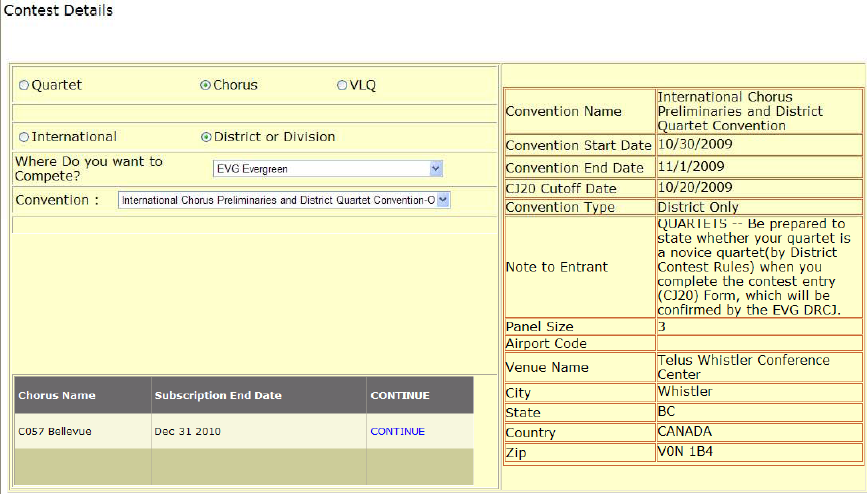 Contest Details
Quartet Chorus VLQ
International District or Division
Where Do you want to
Compete?
EVG Evergreen
Convention :
International Chorus Preliminaries and District Quartet Convention-O
Chorus Name Subscription End Date CONTINUE
C057 Bellevue Dec 31 2010 CONTINUE
Convention Name
International Chorus
Preliminaries and District
Quartet Convention
Convention Start Date 10/30/2009
Convention End Date 11/1/2009
CJ20 Cutoff Date 10/20/2009
Convention Type District Only
Note to Entrant
QUARTETS -- Be prepared to
state whether your quartet is
a novice quartet(by District
Contest Rules) when you
complete the contest entry
(CJ20) Form, which will be
confirmed by the EVG DRCJ.
Panel Size 3
Airport Code
Venue Name
Telus Whistler Conference
Center
City Whistler
State BC
Country CANADA
Zip V0N 1B4